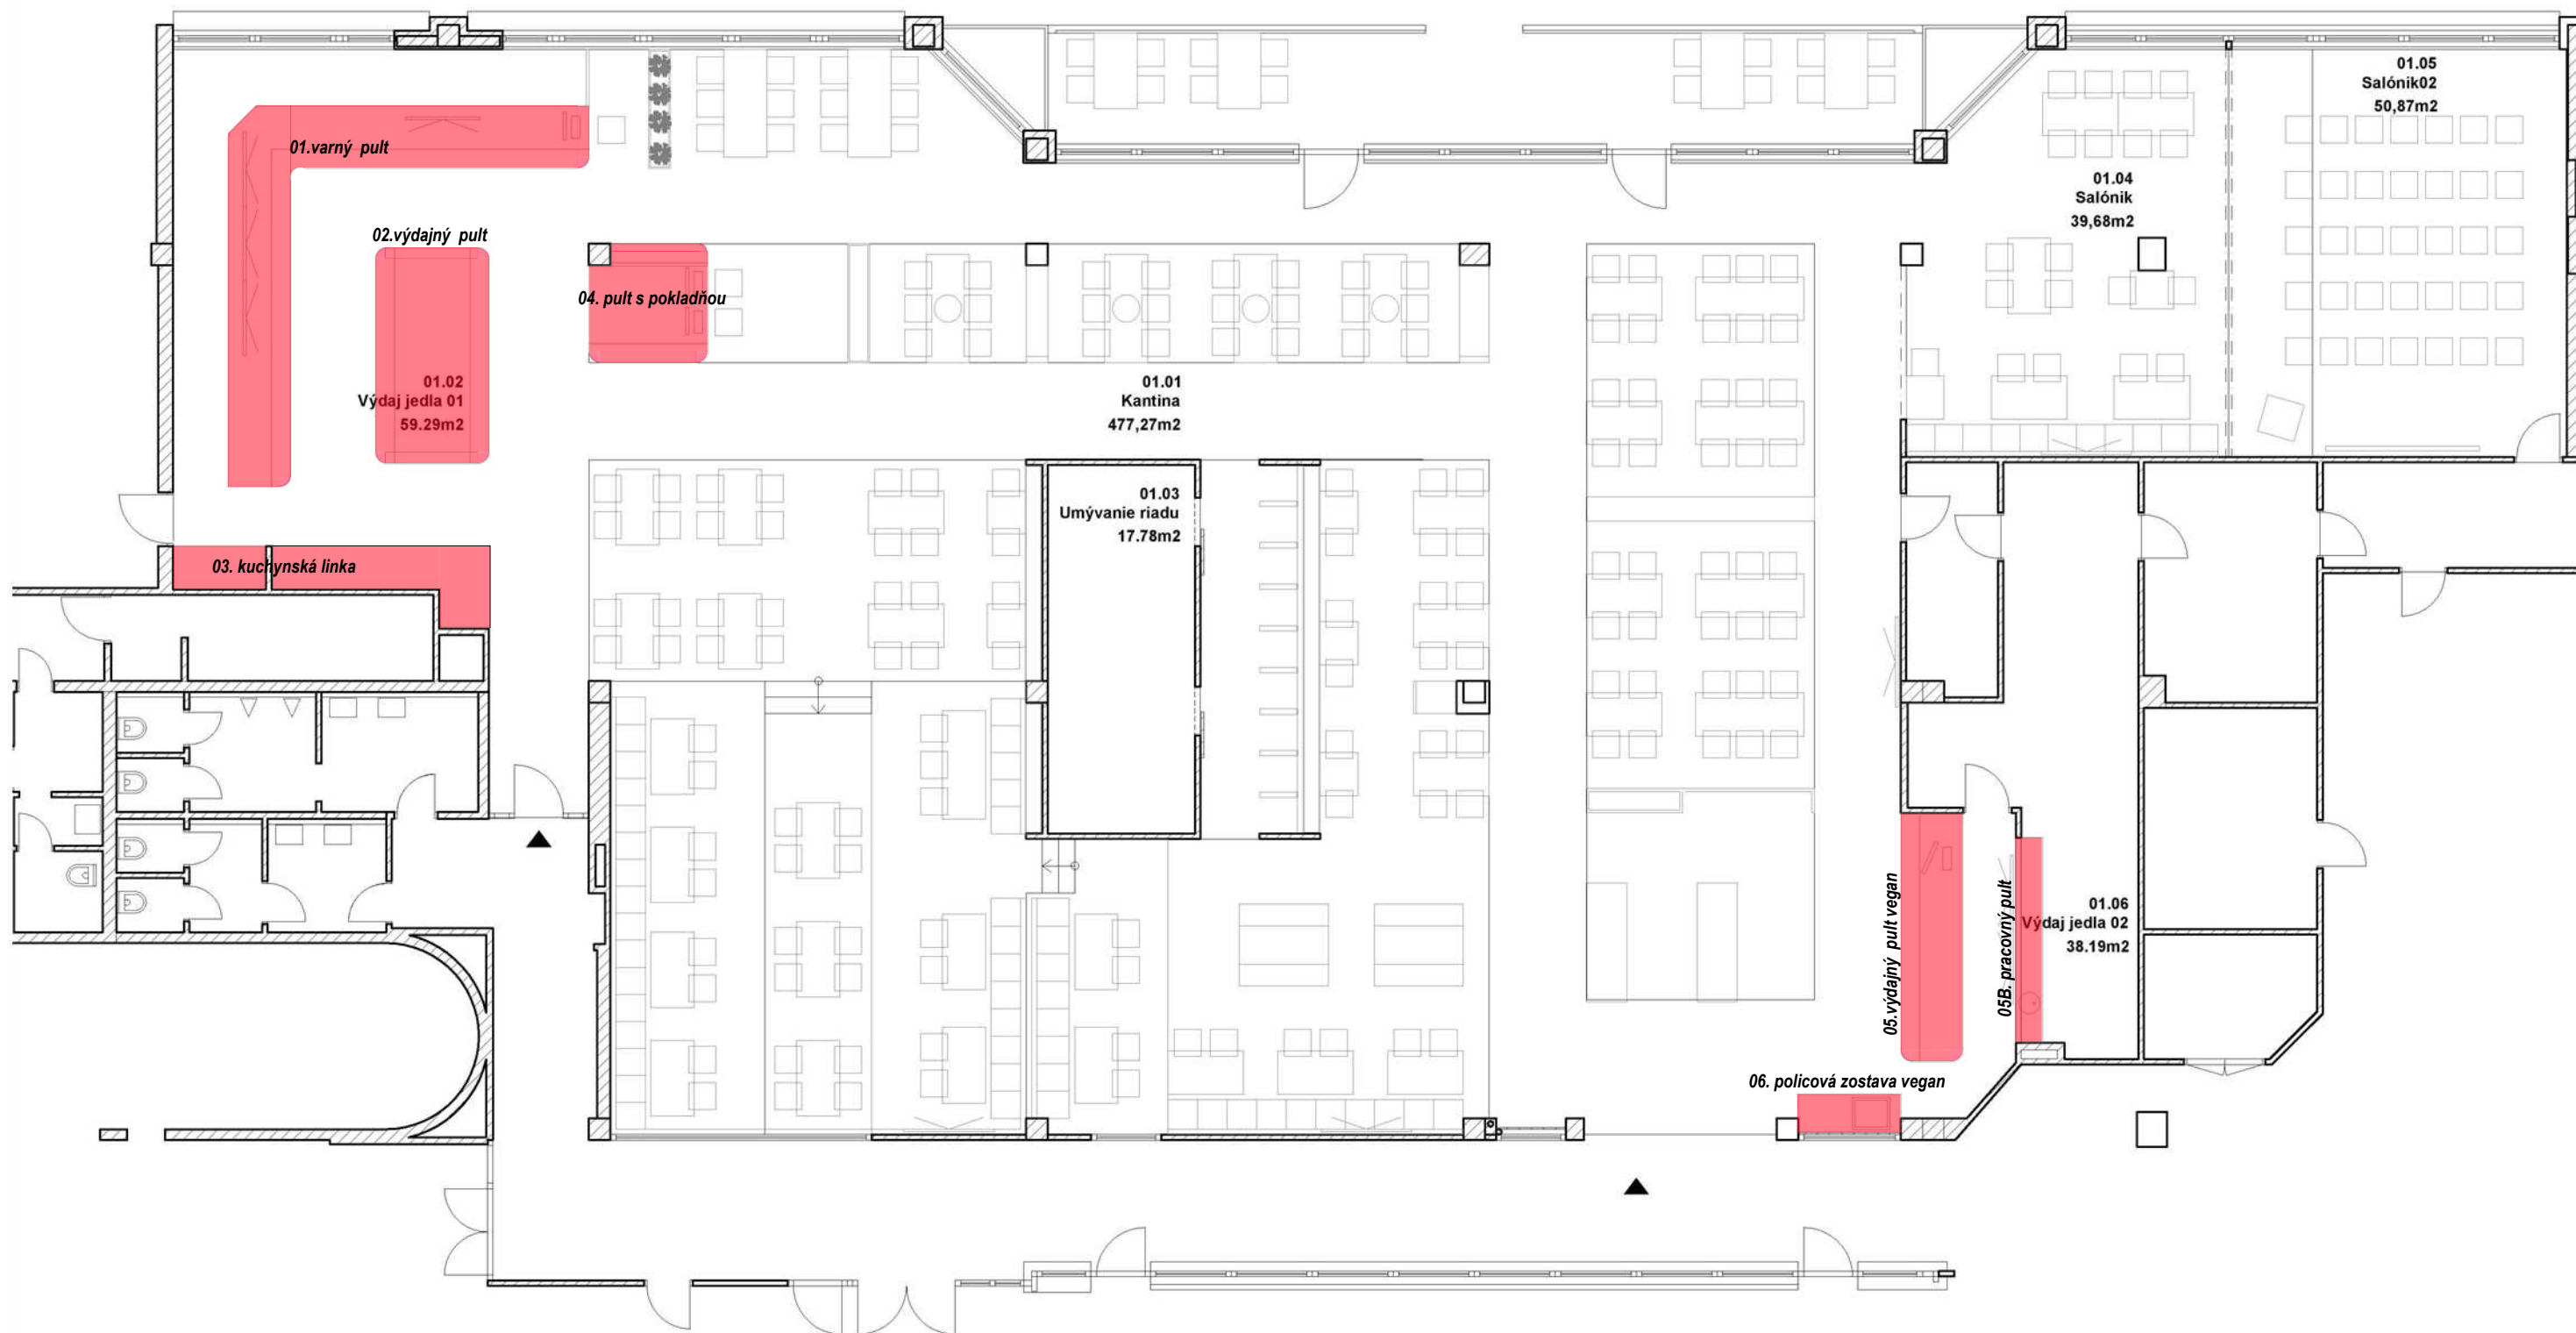 01.05
Salónik02
50,87m2
01.varný pult
01.04
Salónik
39,68m2
02.výdajný pult
04. pult s pokladňou
01.02
Výdaj jedla 01
59.29m2
01.01
Kantina
477,27m2
01.03
Umývanie riadu
17.78m2
03. kuchynská linka
05.výdajný pult vegan
05B. pracovný pult
01.06
Výdaj jedla 02
38.19m2
06. policová zostava vegan